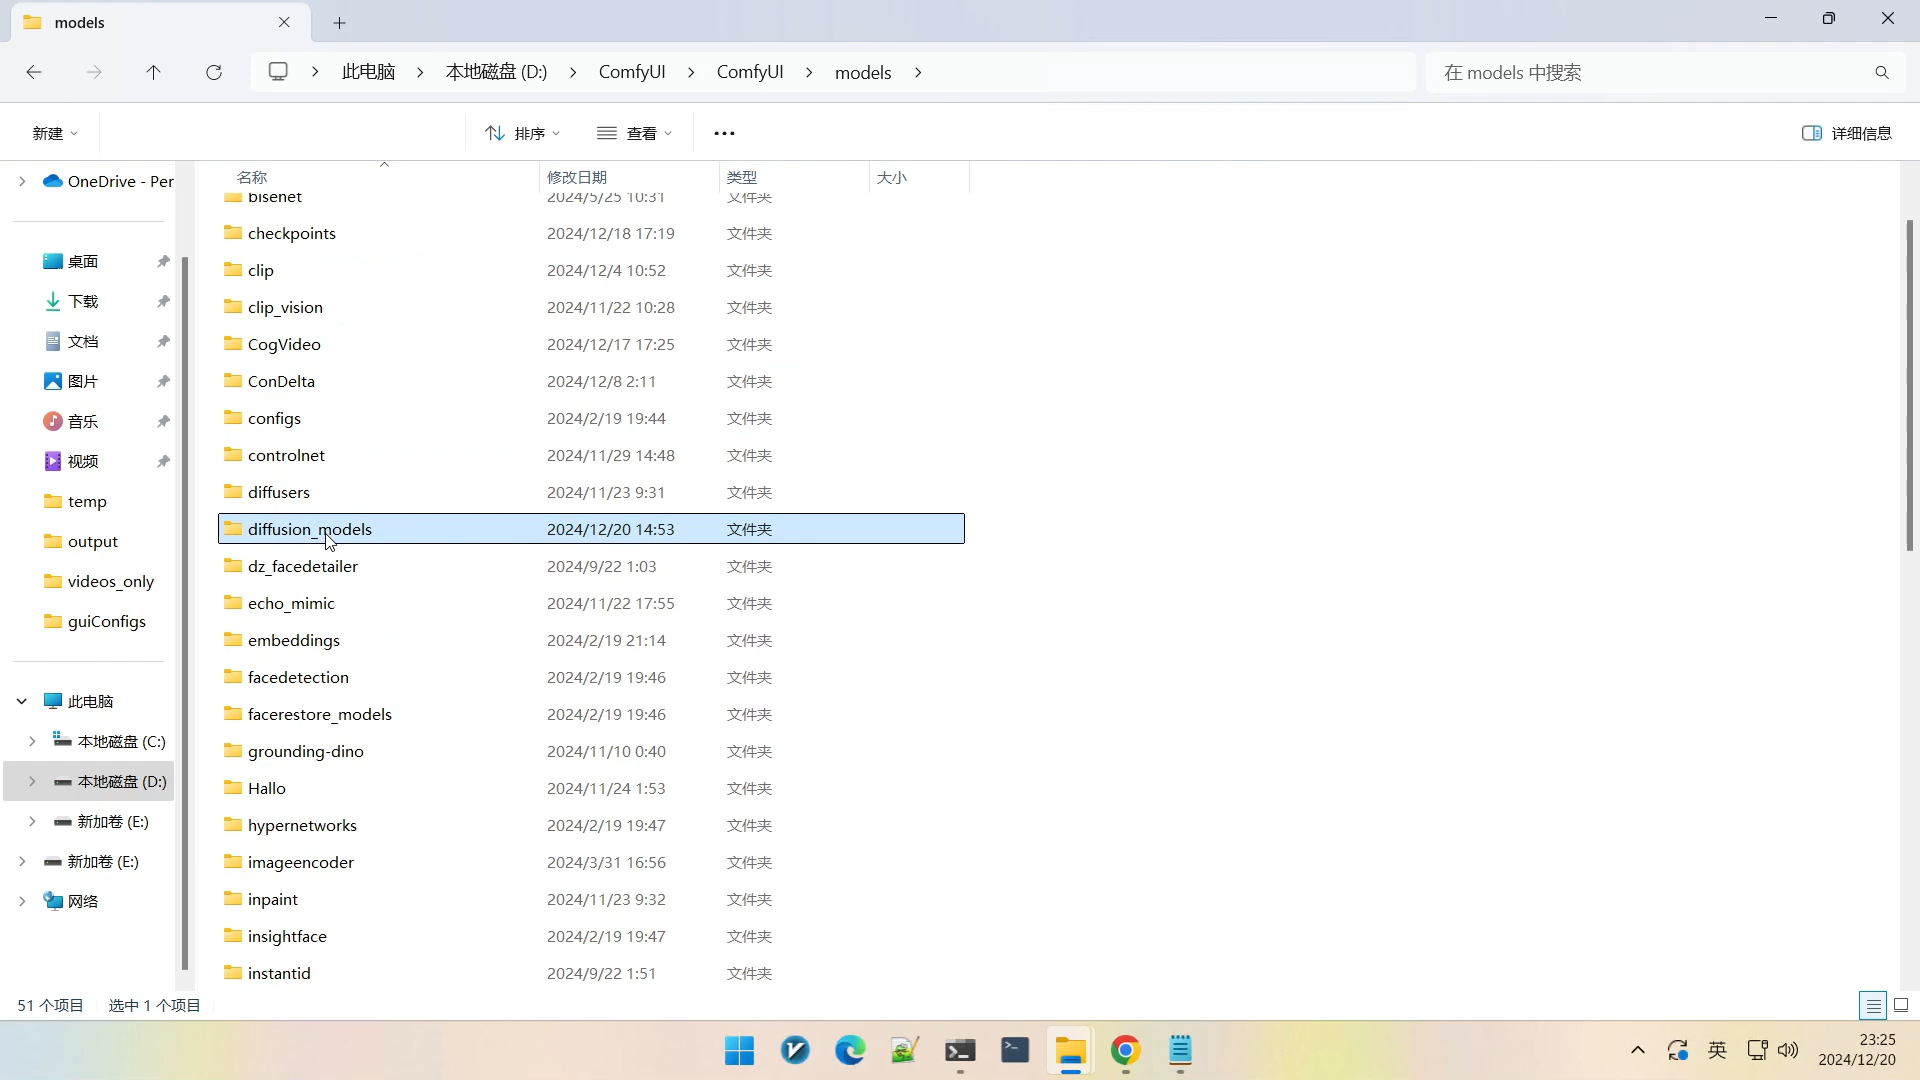 models
此电脑 本地磁盘 (D:) ComfyUI ComfyUI models
在 models 中搜索
新建 排序 查看 详细信息
名称 修改日期 类型 大小
OneDrive - Per
桌面
下载
文档
图片
音乐
视频
temp
output
videos_only
guiConfigs
此电脑
本地磁盘 (C:)
本地磁盘 (D:)
新加卷 (E:)
新加卷 (E:)
网络
bisenet 2024/5/25 10:31 文件夹
checkpoints 2024/12/18 17:19 文件夹
clip 2024/12/4 10:52 文件夹
clip_vision 2024/11/22 10:28 文件夹
CogVideo 2024/12/17 17:25 文件夹
ConDelta 2024/12/8 2:11 文件夹
configs 2024/2/19 19:44 文件夹
controlnet 2024/11/29 14:48 文件夹
diffusers 2024/11/23 9:31 文件夹
diffusion_models 2024/12/20 14:53 文件夹
dz_facedetailer 2024/9/22 1:03 文件夹
echo_mimic 2024/11/22 17:55 文件夹
embeddings 2024/2/19 21:14 文件夹
facedetection 2024/2/19 19:46 文件夹
facerestore_models 2024/2/19 19:46 文件夹
grounding-dino 2024/11/10 0:40 文件夹
Hallo 2024/11/24 1:53 文件夹
hypernetworks 2024/2/19 19:47 文件夹
imageencoder 2024/3/31 16:56 文件夹
inpaint 2024/11/23 9:32 文件夹
insightface 2024/2/19 19:47 文件夹
instantid 2024/9/22 1:51 文件夹
51 个项目 选中 1 个项目
英
23:25
2024/12/20